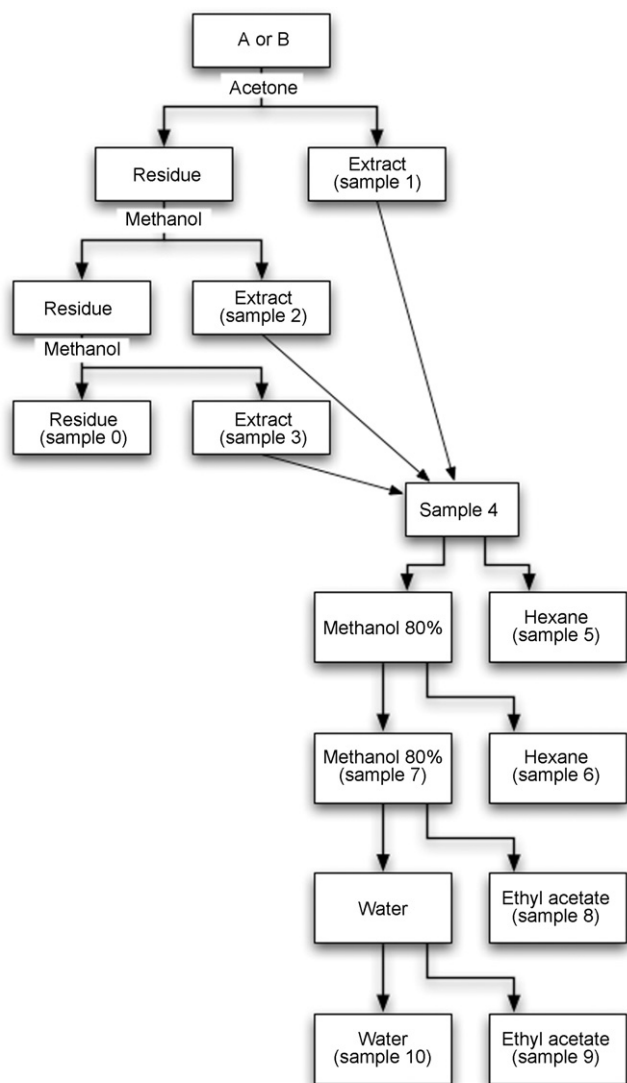 A or B
Acetone
Residue
Extract
(sample 1)
Methanol
Residue
Extract
(sample 2)
Methanol
Residue
(sample 0)
Extract
(sample 3)
Sample 4
Methanol 80%
Hexane
(sample 5)
Methanol 80%
(sample 7)
Hexane
(sample 6)
Water
Ethyl acetate
(sample 8)
Water
(sample 10)
Ethyl acetate
(sample 9)